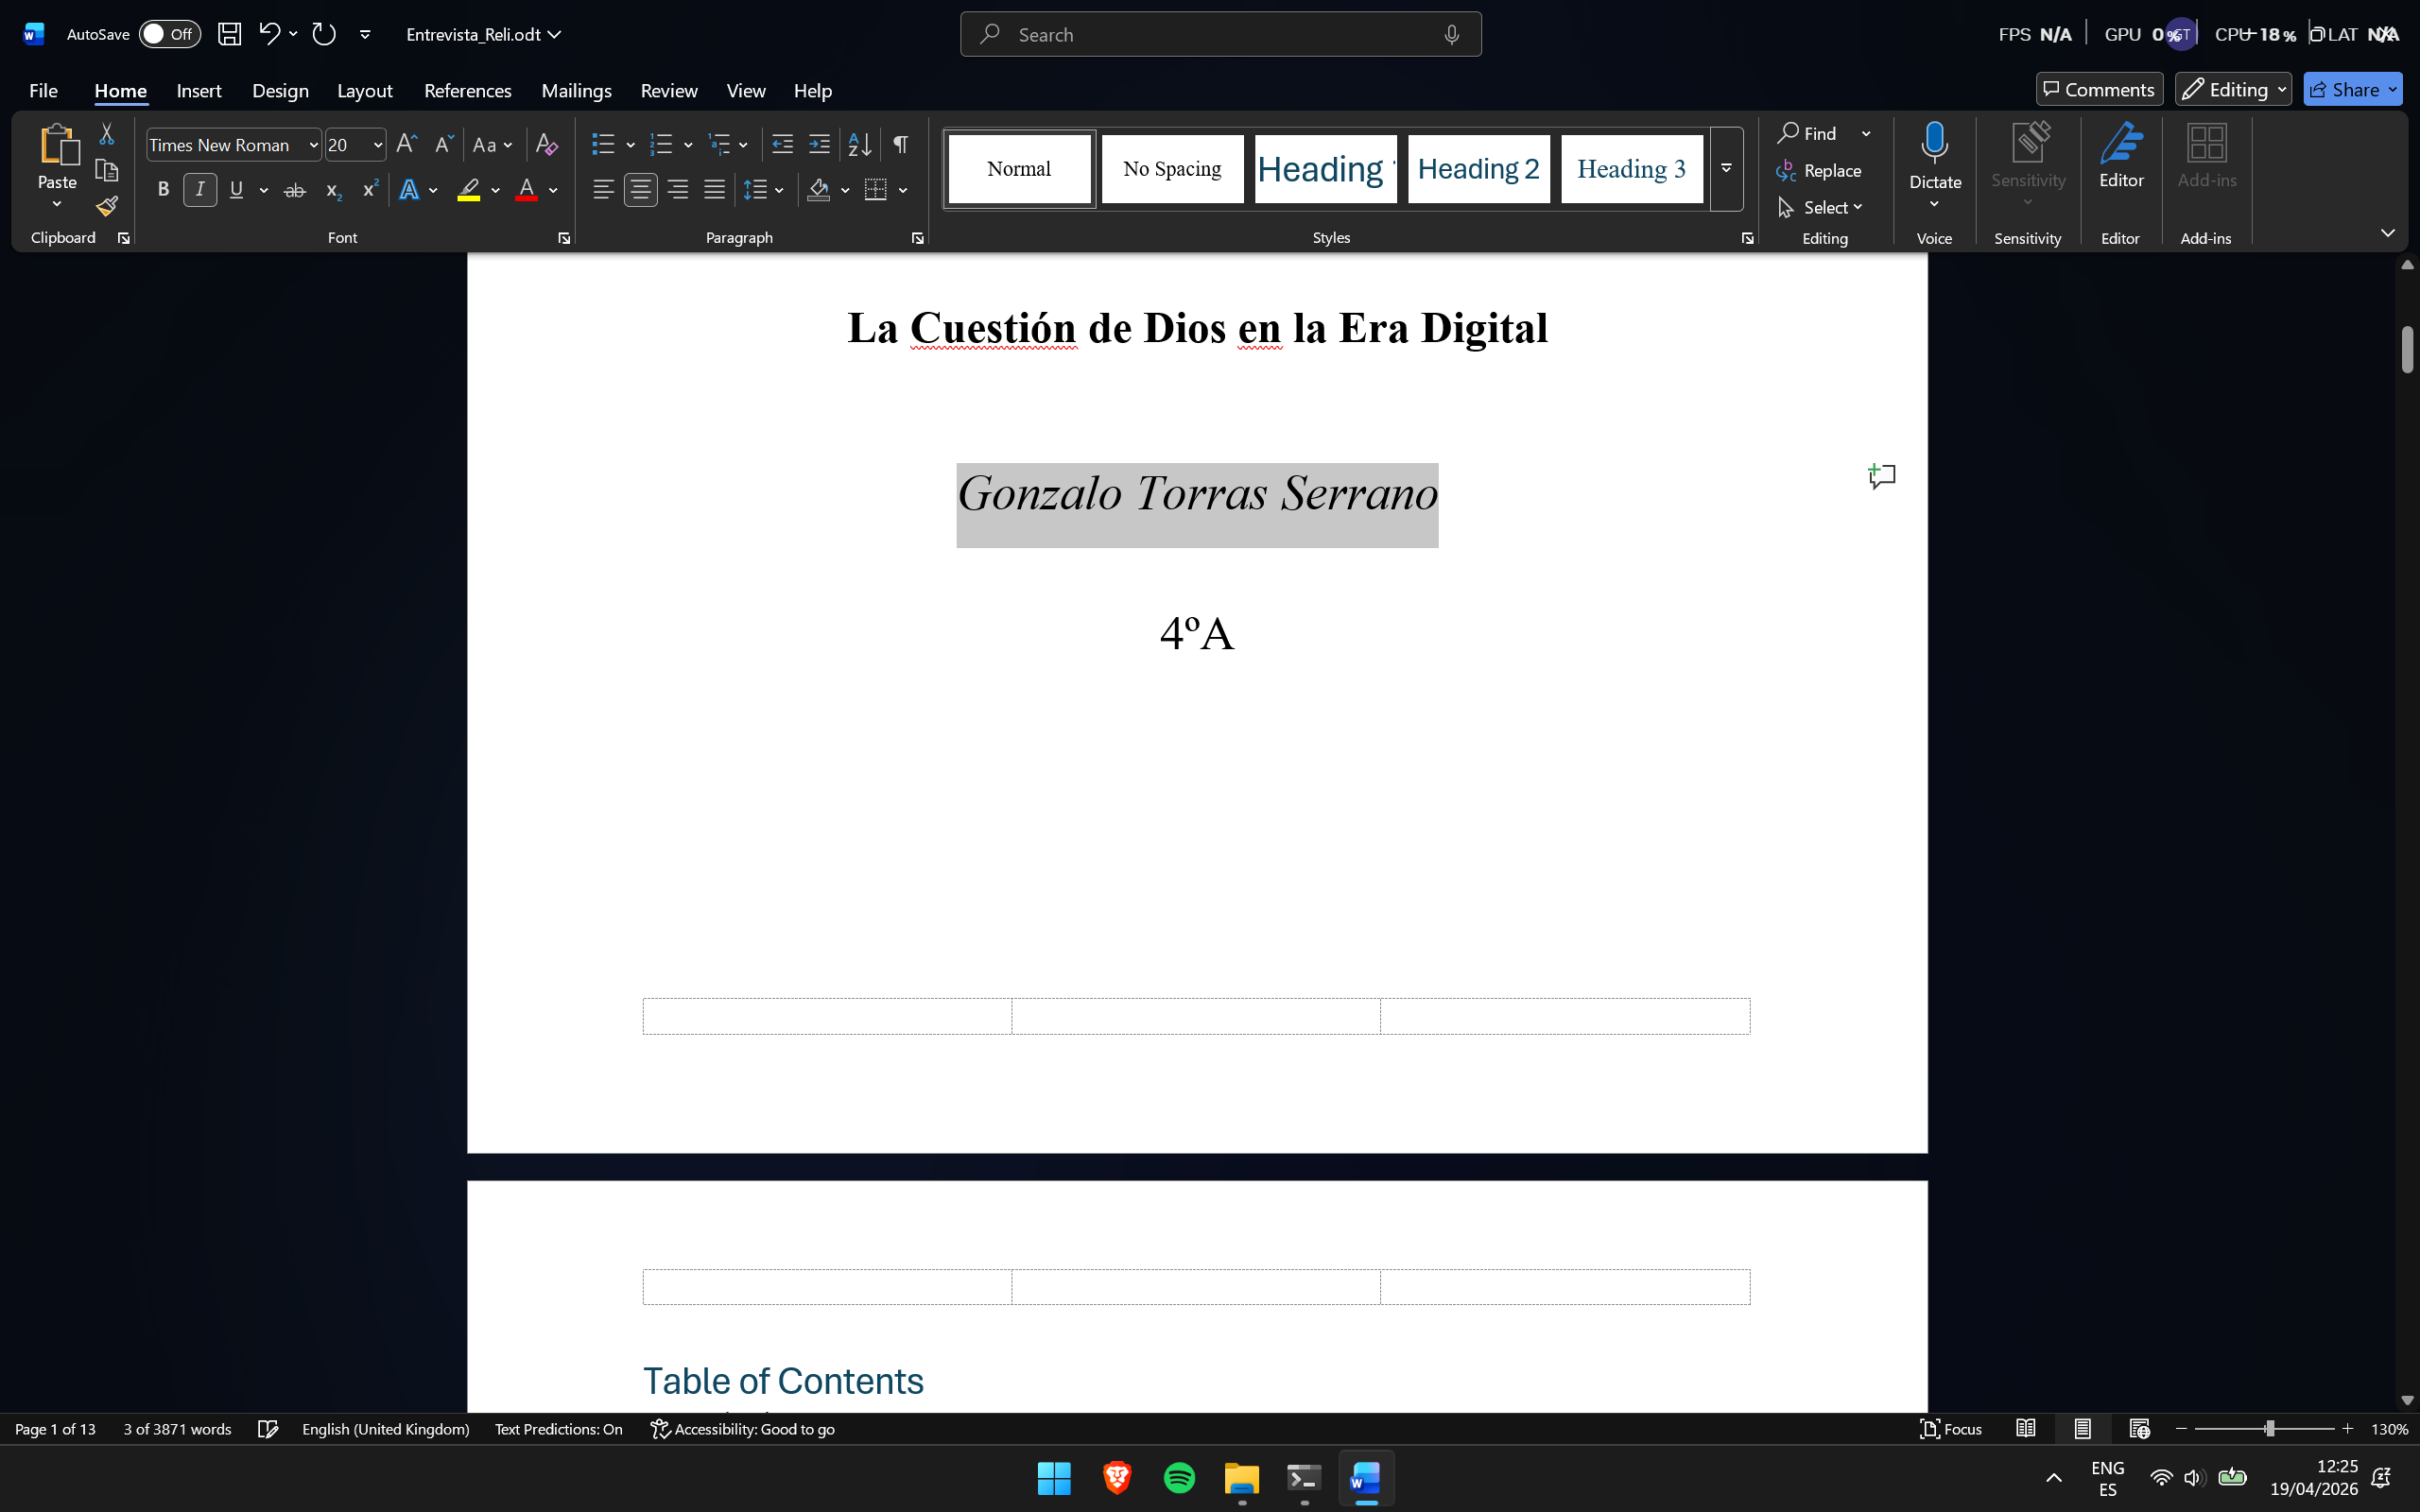 AutoSave Off Entrevista_Reli.odt Search FPS N/A GPU 0% CPU 18% LAT
File Home Insert Design Layout References Mailings Review View Help Comments Editing Share
Paste Times New Roman 20 Aa Normal No Spacing Heading Heading 2 Heading 3 Find Replace Select Dictate Sensitivity Editor Add-ins
Clipboard Font Paragraph Styles Editing Voice Sensitivity Editor Add-ins
La Cuestión de Dios en la Era Digital
Gonzalo Torras Serrano
4ºA
Table of Contents
Page 1 of 13 3 of 3871 words English (United Kingdom) Text Predictions: On Accessibility: Good to go Focus 130%
ENG 12:25
ES 19/04/2026